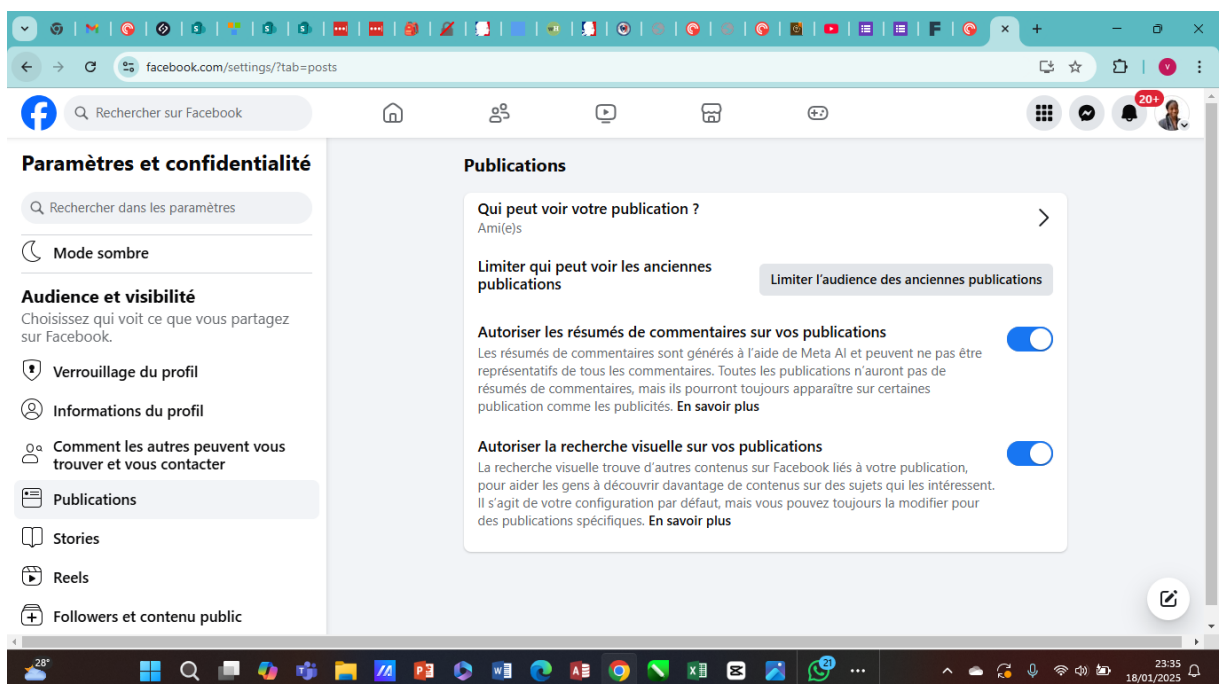 facebook.com/settings/?tab=posts
V
Rechercher sur Facebook
20+
Paramètres et confidentialité
Rechercher dans les paramètres
Mode sombre
Audience et visibilité
Choisissez qui voit ce que vous partagez
sur Facebook.
Verrouillage du profil
Informations du profil
Comment les autres peuvent vous
trouver et vous contacter
Publications
Stories
Reels
Followers et contenu public
Publications
Qui peut voir votre publication ?
Ami(e)s
Limiter qui peut voir les anciennes
publications
Limiter l'audience des anciennes publications
Autoriser les résumés de commentaires sur vos publications
Les résumés de commentaires sont générés à l'aide de Meta AI et peuvent ne pas être
représentatifs de tous les commentaires. Toutes les publications n'auront pas de
résumés de commentaires, mais ils pourront toujours apparaître sur certaines
publication comme les publicités. En savoir plus
Autoriser la recherche visuelle sur vos publications
La recherche visuelle trouve d'autres contenus sur Facebook liés à votre publication,
pour aider les gens à découvrir davantage de contenus sur des sujets qui les intéressent.
Il s'agit de votre configuration par défaut, mais vous pouvez toujours la modifier pour
des publications spécifiques. En savoir plus
28°
21
23:35
18/01/2025